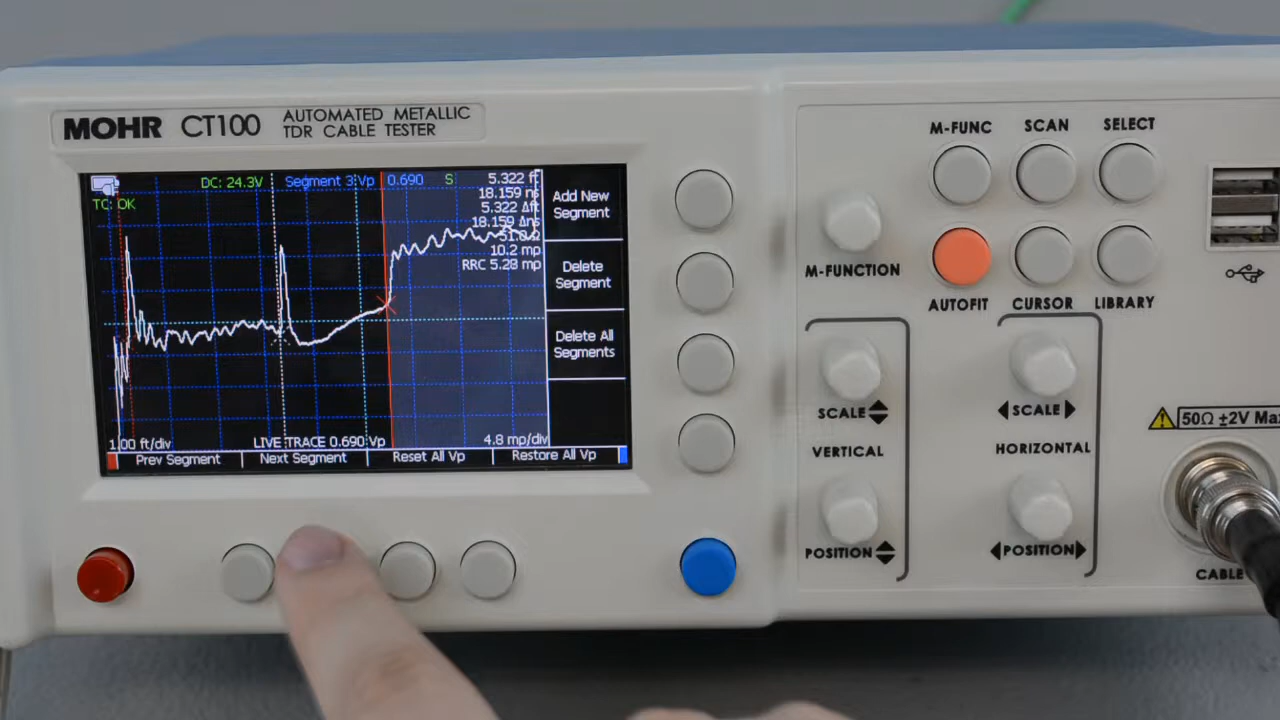 MOHR CT100
AUTOMATED METALLIC
TDR CABLE TESTER
DC: 24.3V Segment 3 Vp 0.690 S 5.322 ft
18.159 ns
TC: OK
5.322 Δft
18.159 Δns
10.2 mp
RRC 5.28 mp
1.00 ft/div LIVE TRACE 0.690 Vp 4.8 mp/div
Prev Segment Next Segment Reset All Vp Restore All Vp
Add New
Segment
Delete
Segment
Delete All
Segments
M-FUNC SCAN SELECT
M-FUNCTION
AUTOFIT CURSOR LIBRARY
SCALE SCALE
VERTICAL HORIZONTAL
POSITION POSITION
50Ω ±2V
CABLE